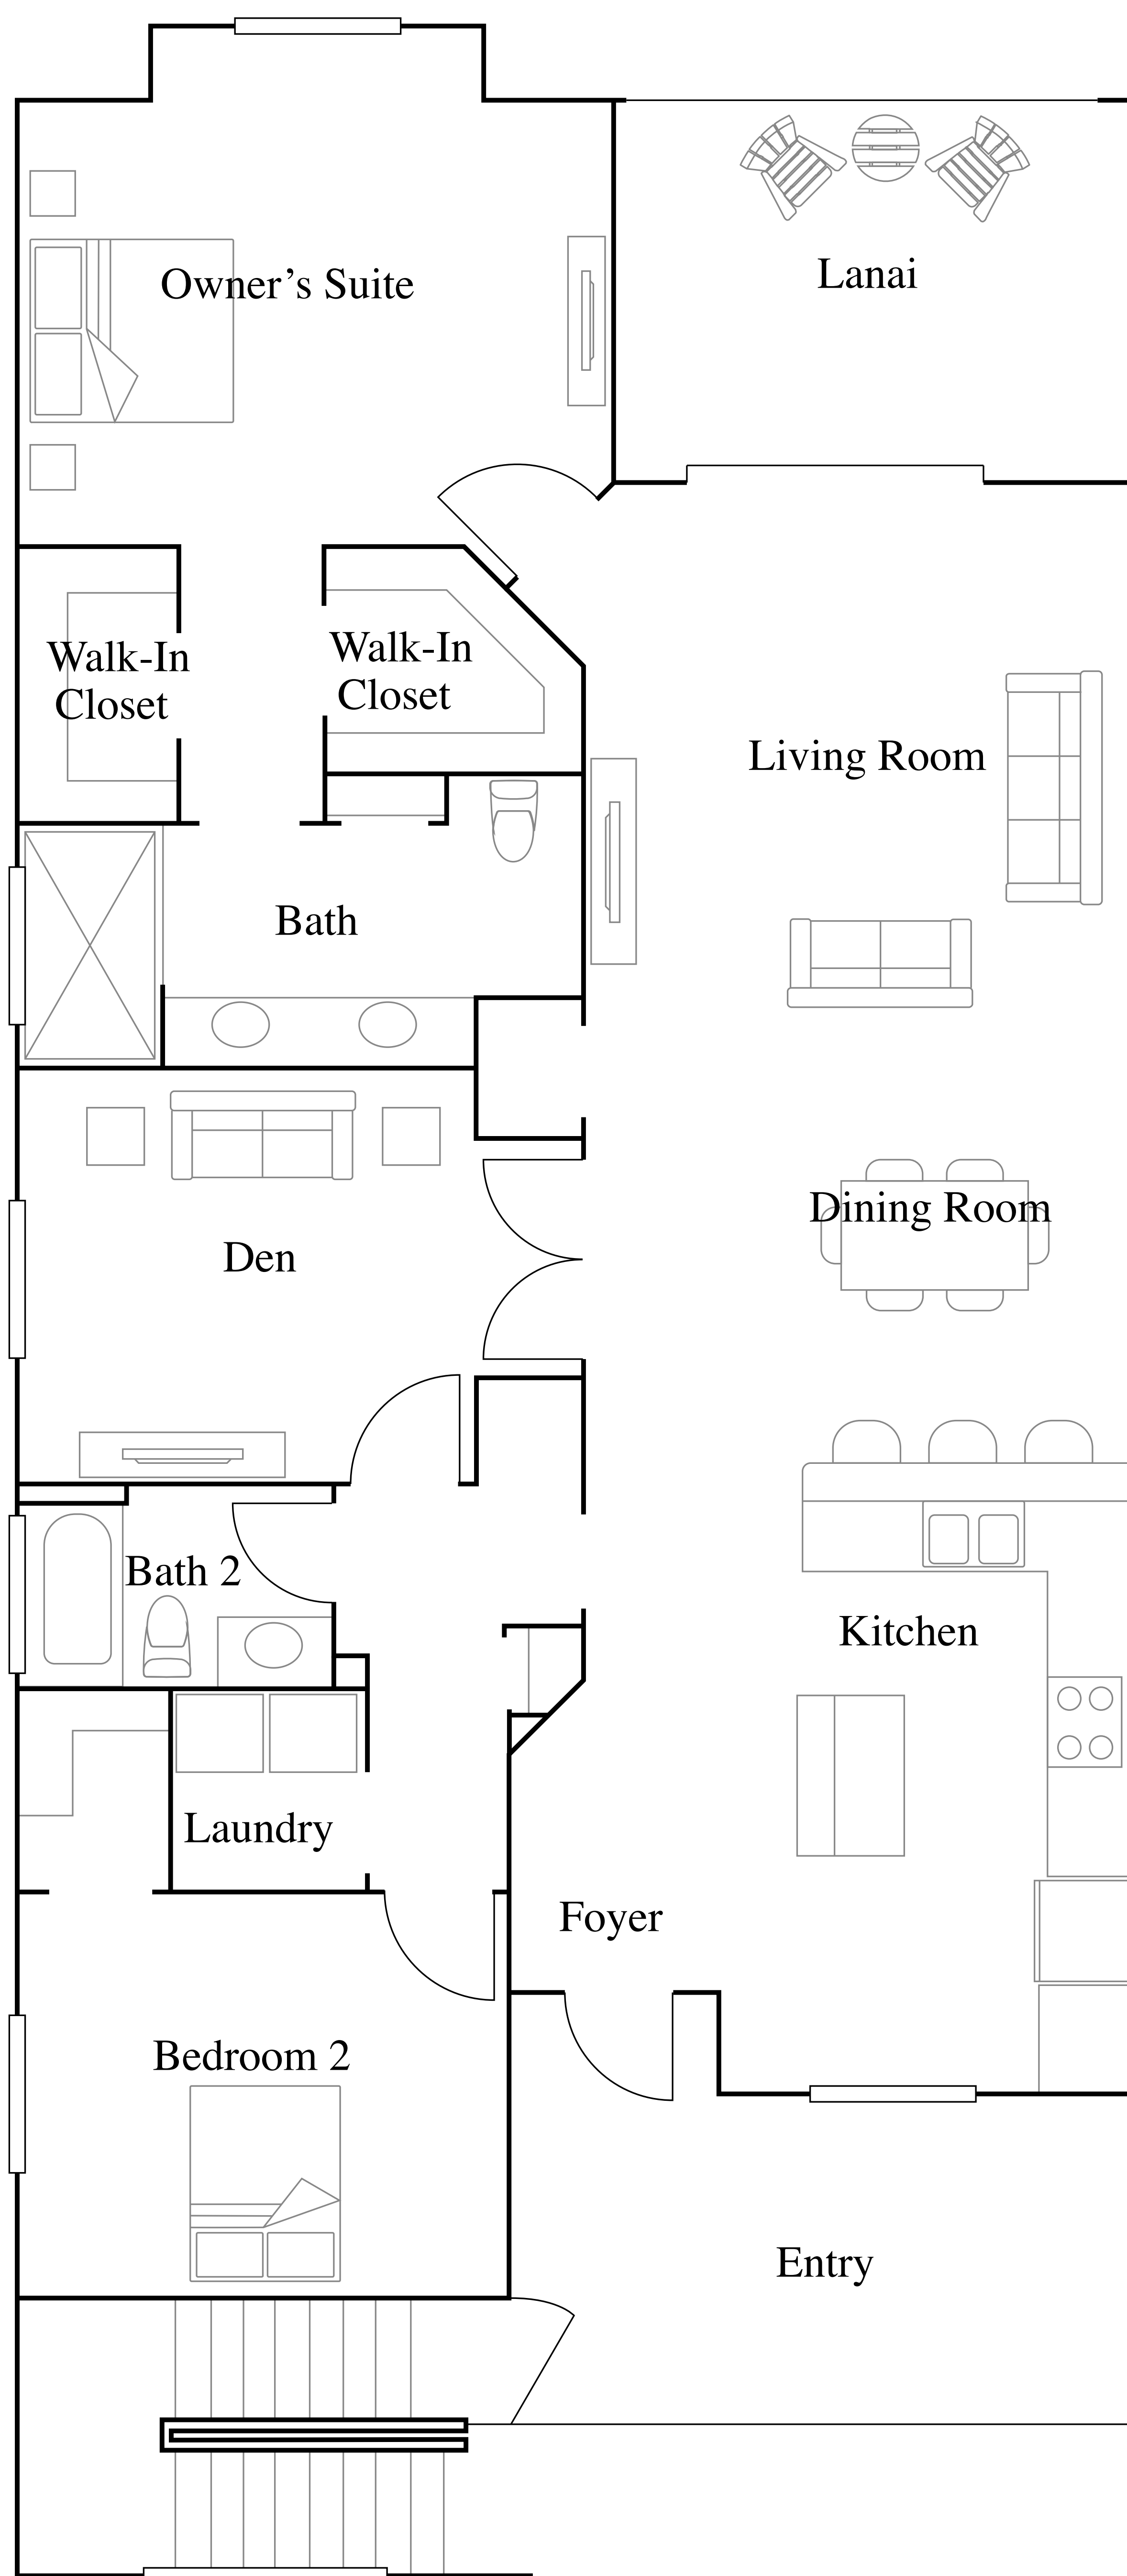 Owner’s Suite
Lanai
Walk-In
Closet
Walk-In
Closet
Living Room
Bath
Dining Room
Den
Bath 2
Kitchen
Laundry
Foyer
Bedroom 2
Entry